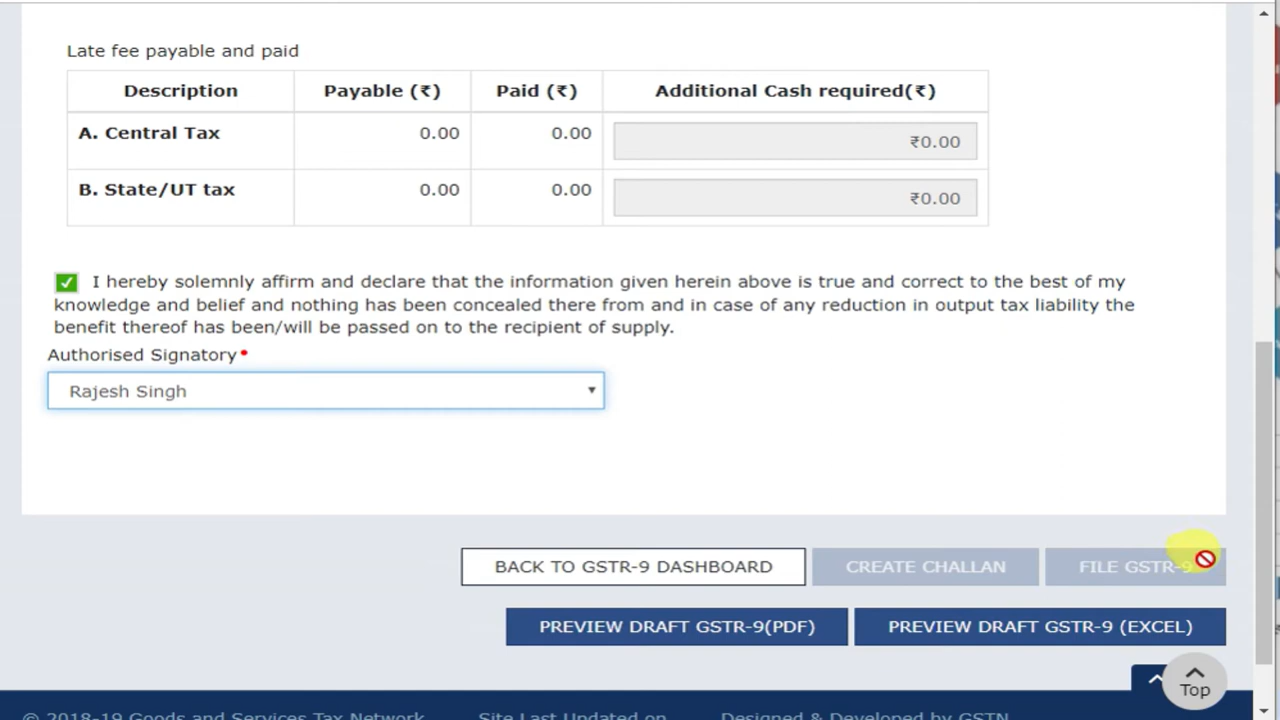 Late fee payable and paid
Description Payable (₹) Paid (₹) Additional Cash required(₹)
A. Central Tax 0.00 0.00 ₹0.00
B. State/UT tax 0.00 0.00 ₹0.00
I hereby solemnly affirm and declare that the information given herein above is true and correct to the best of my
knowledge and belief and nothing has been concealed there from and in case of any reduction in output tax liability the
benefit thereof has been/will be passed on to the recipient of supply.
Authorised Signatory•
Rajesh Singh
BACK TO GSTR-9 DASHBOARD CREATE CHALLAN FILE GSTR-9
PREVIEW DRAFT GSTR-9(PDF) PREVIEW DRAFT GSTR-9 (EXCEL)
Top
© 2018-19 Goods and Services Tax Network Site Last Updated on Designed & Developed by GSTN